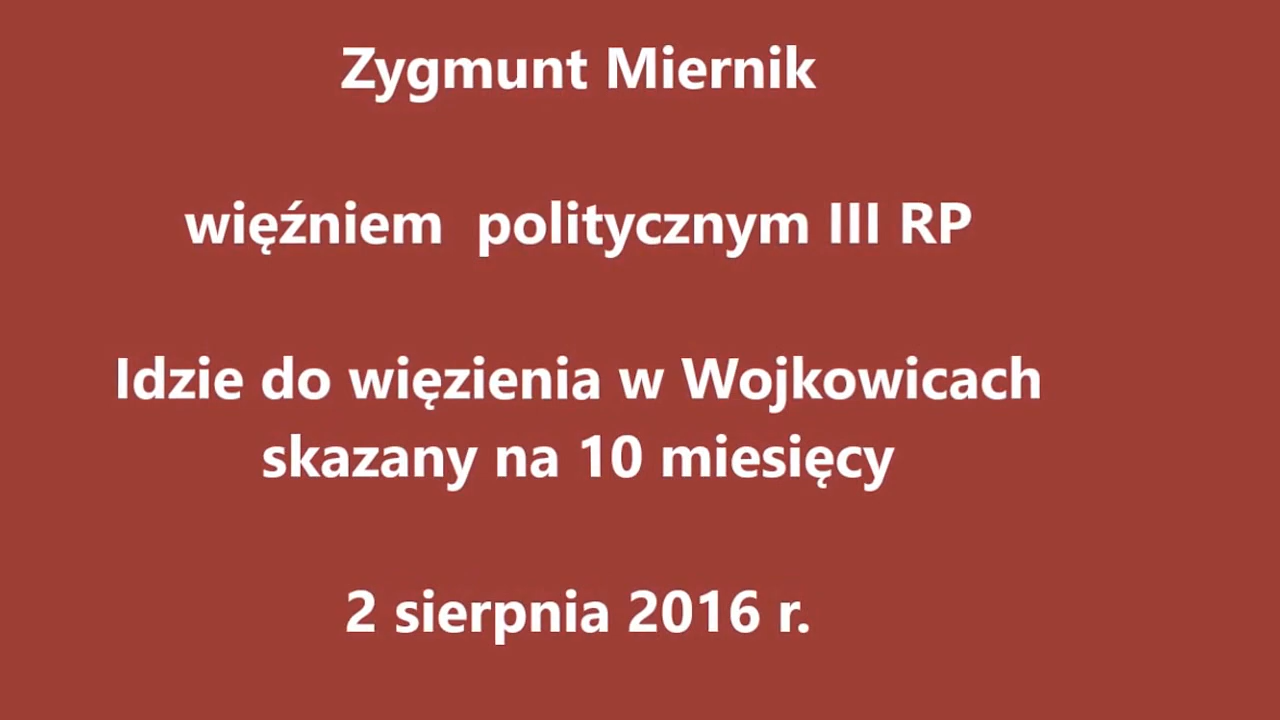 Zygmunt Miernik
więźniem politycznym III RP
Idzie do więzienia w Wojkowicach
skazany na 10 miesięcy
2 sierpnia 2016 r.